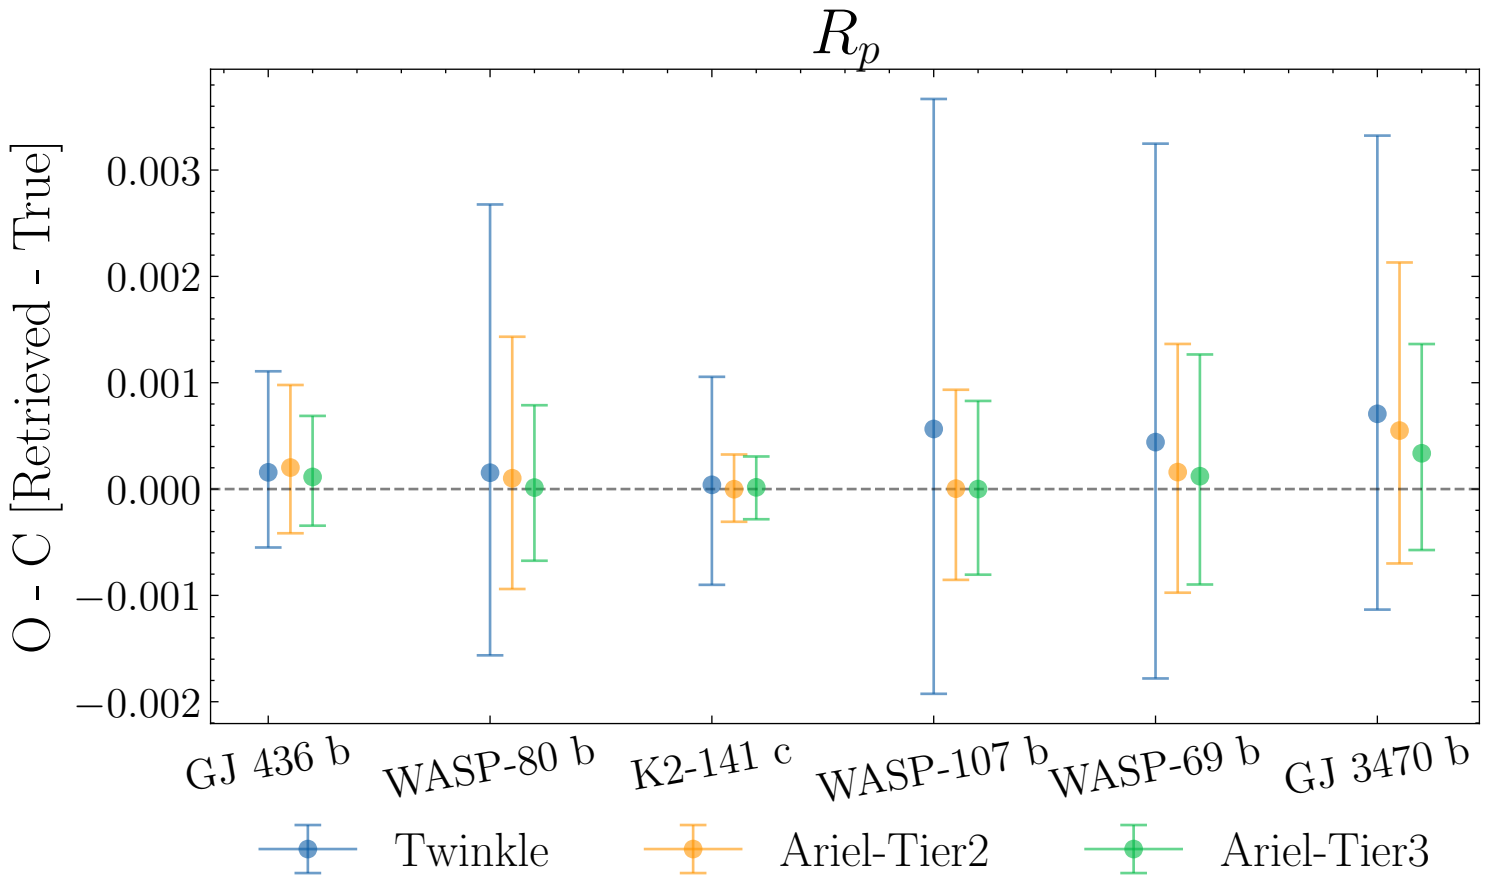 R_p
O - C [Retrieved - True]
0.003
0.002
0.001
0.000
−0.001
−0.002
GJ 436 b
WASP-80 b
K2-141 c
WASP-107 b
WASP-69 b
GJ 3470 b
Twinkle
Ariel-Tier2
Ariel-Tier3